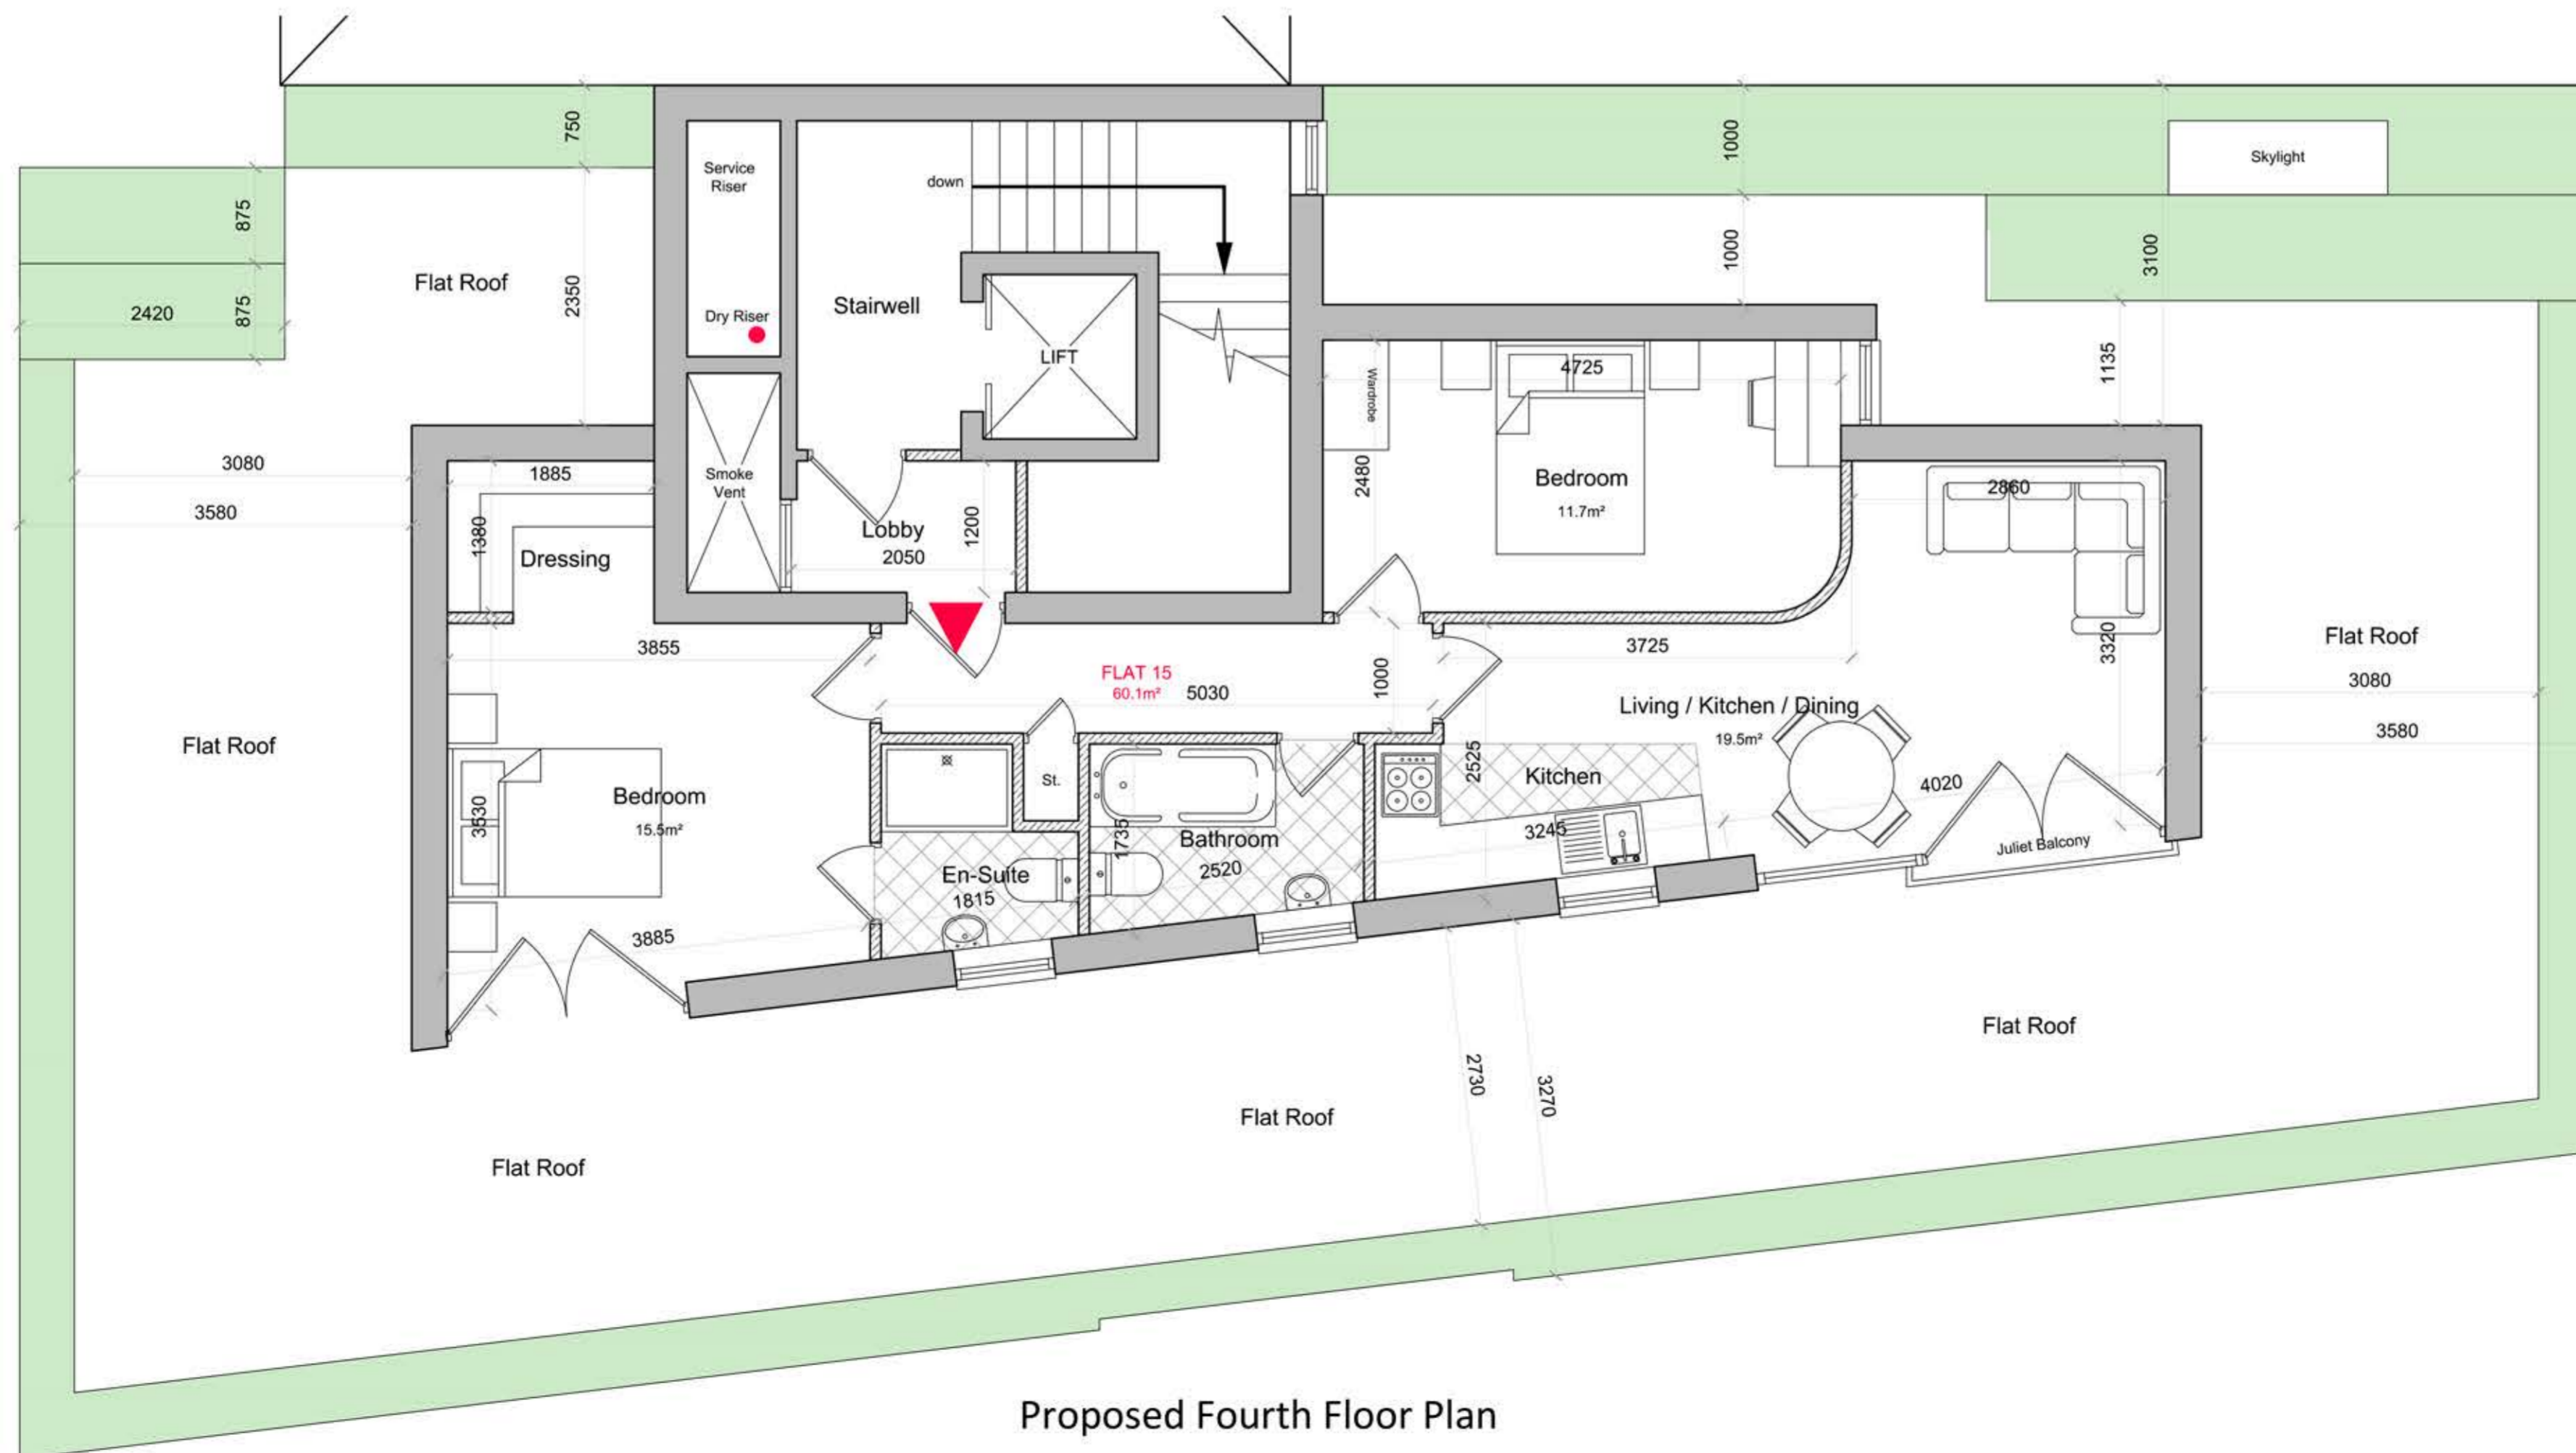 750
1000
Skylight
Service
Riser
down
875
1000
3100
Flat Roof
2350
Stairwell
875
2420
Dry Riser
LIFT
4725
1135
Wardrobe
3080
1885
Smoke
Vent
2480
Bedroom
11.7m²
2860
3580
1380
Dressing
Lobby
2050
1200
3855
3725
3320
Flat Roof
FLAT 15
60.1m²
5030
1000
3080
Living / Kitchen / Dining
19.5m²
3580
Flat Roof
2525
Kitchen
St.
4020
Bedroom
15.5m²
3530
1735
Bathroom
2520
3245
Juliet Balcony
En-Suite
1815
3885
Flat Roof
2730
3270
Flat Roof
Flat Roof
Proposed Fourth Floor Plan